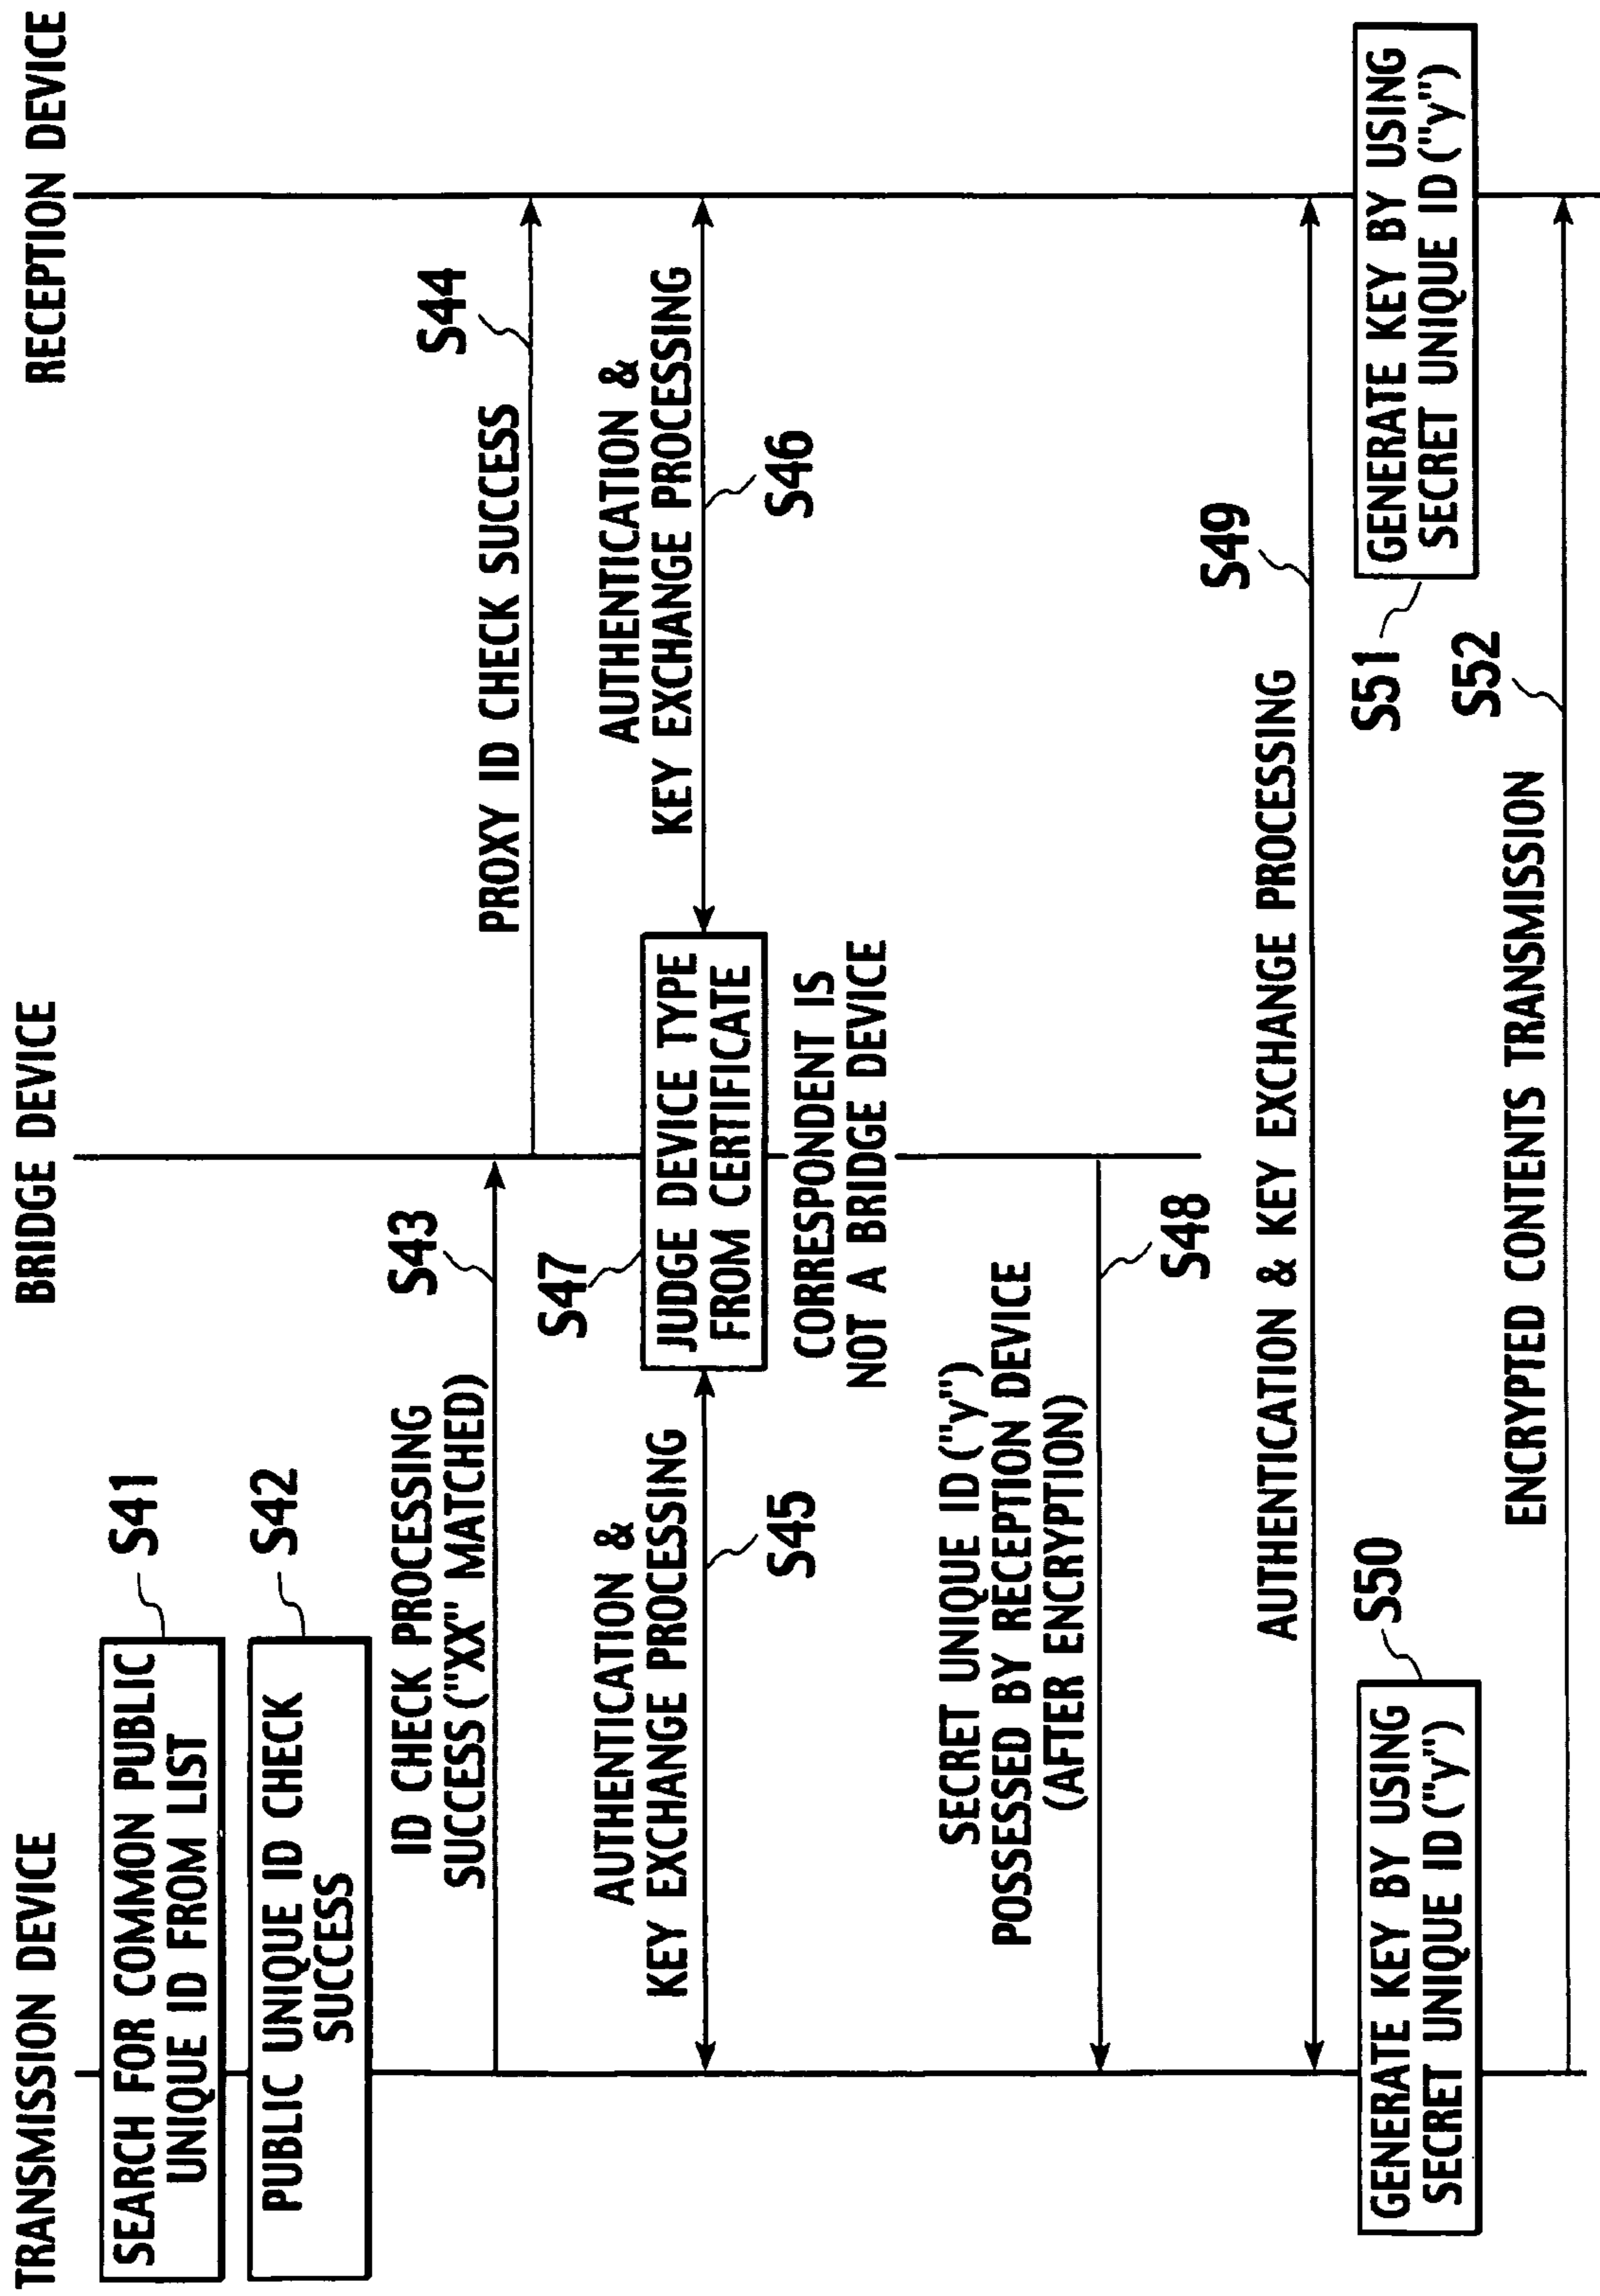 TRANSMISSION DEVICE
BRIDGE DEVICE
RECEPTION DEVICE
SEARCH FOR COMMON PUBLIC
UNIQUE ID FROM LIST
S41
PUBLIC UNIQUE ID CHECK
SUCCESS
S42
ID CHECK PROCESSING
SUCCESS ("XX" MATCHED)
S43
PROXY ID CHECK SUCCESS
S44
AUTHENTICATION &
KEY EXCHANGE PROCESSING
S45
AUTHENTICATION &
KEY EXCHANGE PROCESSING
S46
S47
JUDGE DEVICE TYPE
FROM CERTIFICATE
CORRESPONDENT IS
NOT A BRIDGE DEVICE
SECRET UNIQUE ID ("y")
POSSESSED BY RECEPTION DEVICE
(AFTER ENCRYPTION)
S48
AUTHENTICATION & KEY EXCHANGE PROCESSING
S49
GENERATE KEY BY USING
SECRET UNIQUE ID ("y")
S50
S51
GENERATE KEY BY USING
SECRET UNIQUE ID ("y")
ENCRYPTED CONTENTS TRANSMISSION
S52